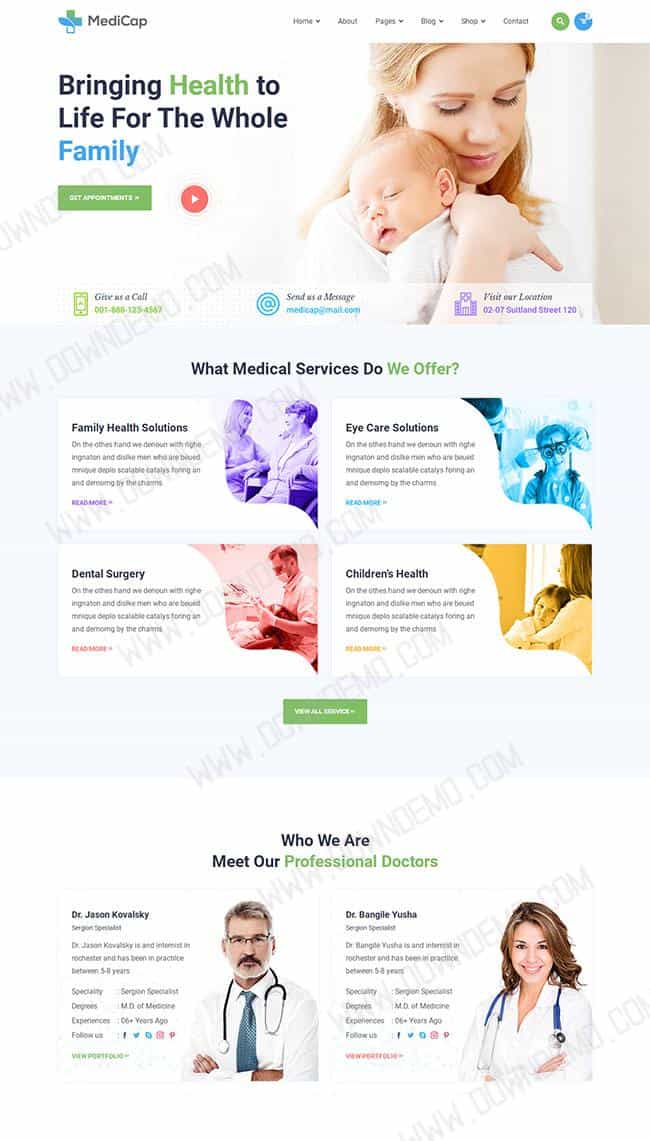 MediCap
Home About Pages Blog Shop Contact
Bringing Health to
Life For The Whole
Family
GET APPOINTMENTS »
Give us a Call
001-888-123-4567
Send us a Message
medicap@mail.com
Visit our Location
02-07 Suitland Street 120
What Medical Services Do We Offer?
Family Health Solutions
On the othes hand we denoun with righe
ingnaton and dislike men who are beued
mnique deplo scalable catalys foring an
and demomg by the charms
READ MORE »
Eye Care Solutions
On the othes hand we denoun with righe
ingnaton and dislike men who are beued
mnique deplo scalable catalys foring an
and demomg by the charms
READ MORE »
Dental Surgery
On the othes hand we denoun with righe
ingnaton and dislike men who are beued
mnique deplo scalable catalys foring an
and demomg by the charms
READ MORE »
Children's Health
On the othes hand we denoun with righe
ingnaton and dislike men who are beued
mnique deplo scalable catalys foring an
and demomg by the charms
READ MORE »
VIEW ALL SERVICE »
Who We Are
Meet Our Professional Doctors
Dr. Jason Kovalsky
Sergion Specialist
Dr. Jason Kovalsky is and internist in
rochester and has been in practiice
between 5-8 years
Speciality : Sergion Specialist
Degrees : M.D. of Medicine
Experiences : 06+ Years Ago
Follow us :
VIEW PORTFOLIO »
Dr. Bangile Yusha
Sergion Specialist
Dr. Bangile Yusha is and internist in
rochester and has been in practiice
between 5-8 years
Speciality : Sergion Specialist
Degrees : M.D. of Medicine
Experiences : 06+ Years Ago
Follow us :
VIEW PORTFOLIO »
WWW.DOWNDEMO.COM